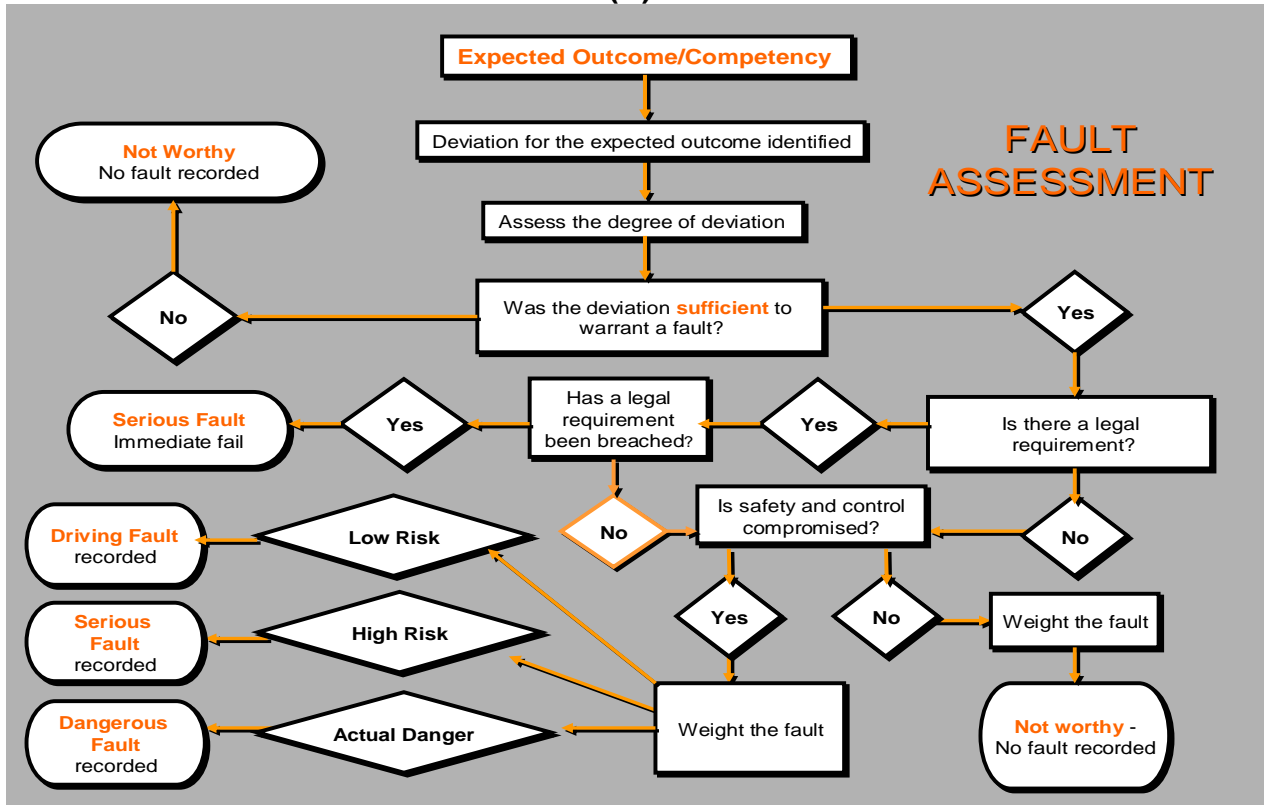 Expected Outcome/Competency
Deviation for the expected outcome identified
FAULT
ASSESSMENT
Not Worthy
No fault recorded
Assess the degree of deviation
No
Was the deviation sufficient to
warrant a fault?
Yes
Serious Fault
Immediate fail
Yes
Has a legal
requirement
been breached?
Yes
Is there a legal
requirement?
Driving Fault
recorded
Low Risk
No
Is safety and control
compromised?
No
Serious
Fault
recorded
High Risk
Yes
No
Weight the fault
Dangerous
Fault
recorded
Actual Danger
Weight the fault
Not worthy -
No fault recorded